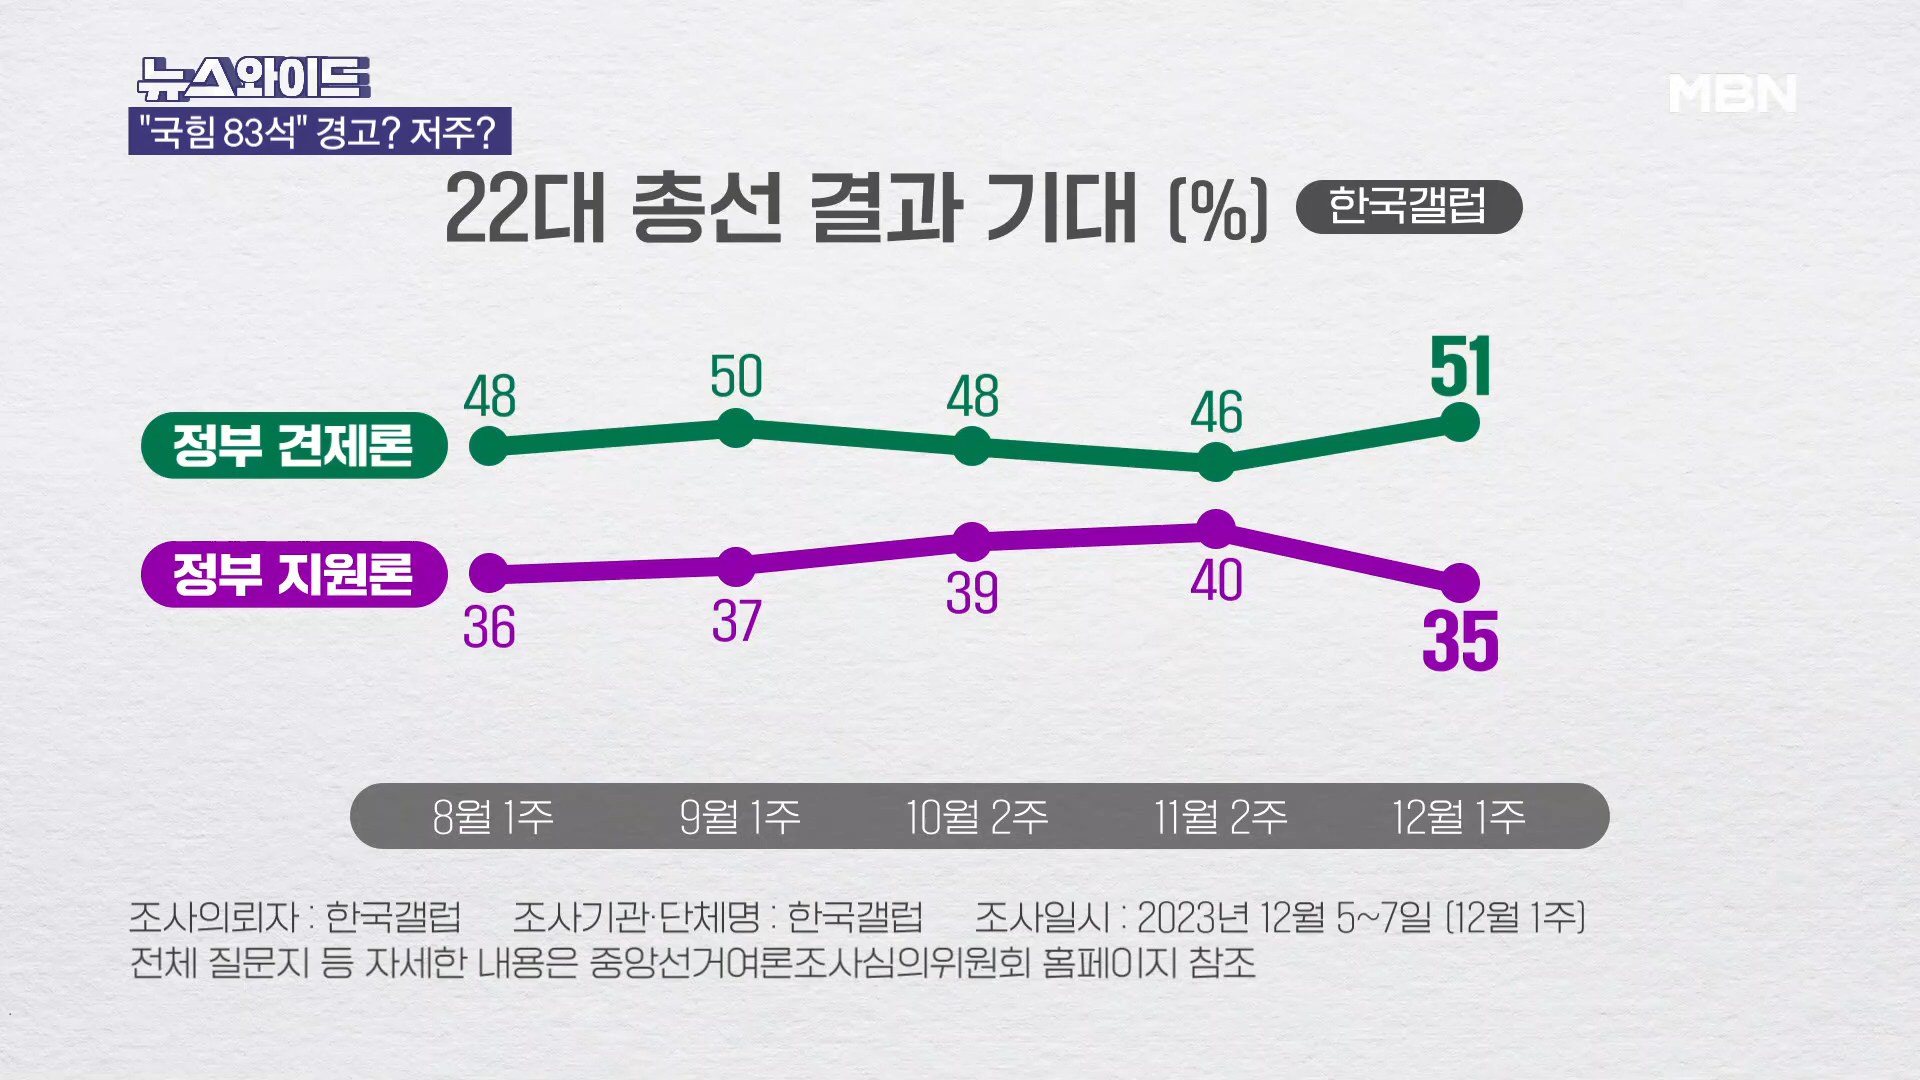 뉴스와이드
MBN
"국힘 83석" 경고? 저주?
22대 총선 결과 기대 (%) 한국갤럽
48 50 48 46 51
정부 견제론
정부 지원론
36 37 39 40 35
8월 1주 9월 1주 10월 2주 11월 2주 12월 1주
조사의뢰자 : 한국갤럽 조사기관·단체명 : 한국갤럽 조사일시 : 2023년 12월 5~7일 (12월 1주)
전체 질문지 등 자세한 내용은 중앙선거여론조사심의위원회 홈페이지 참조